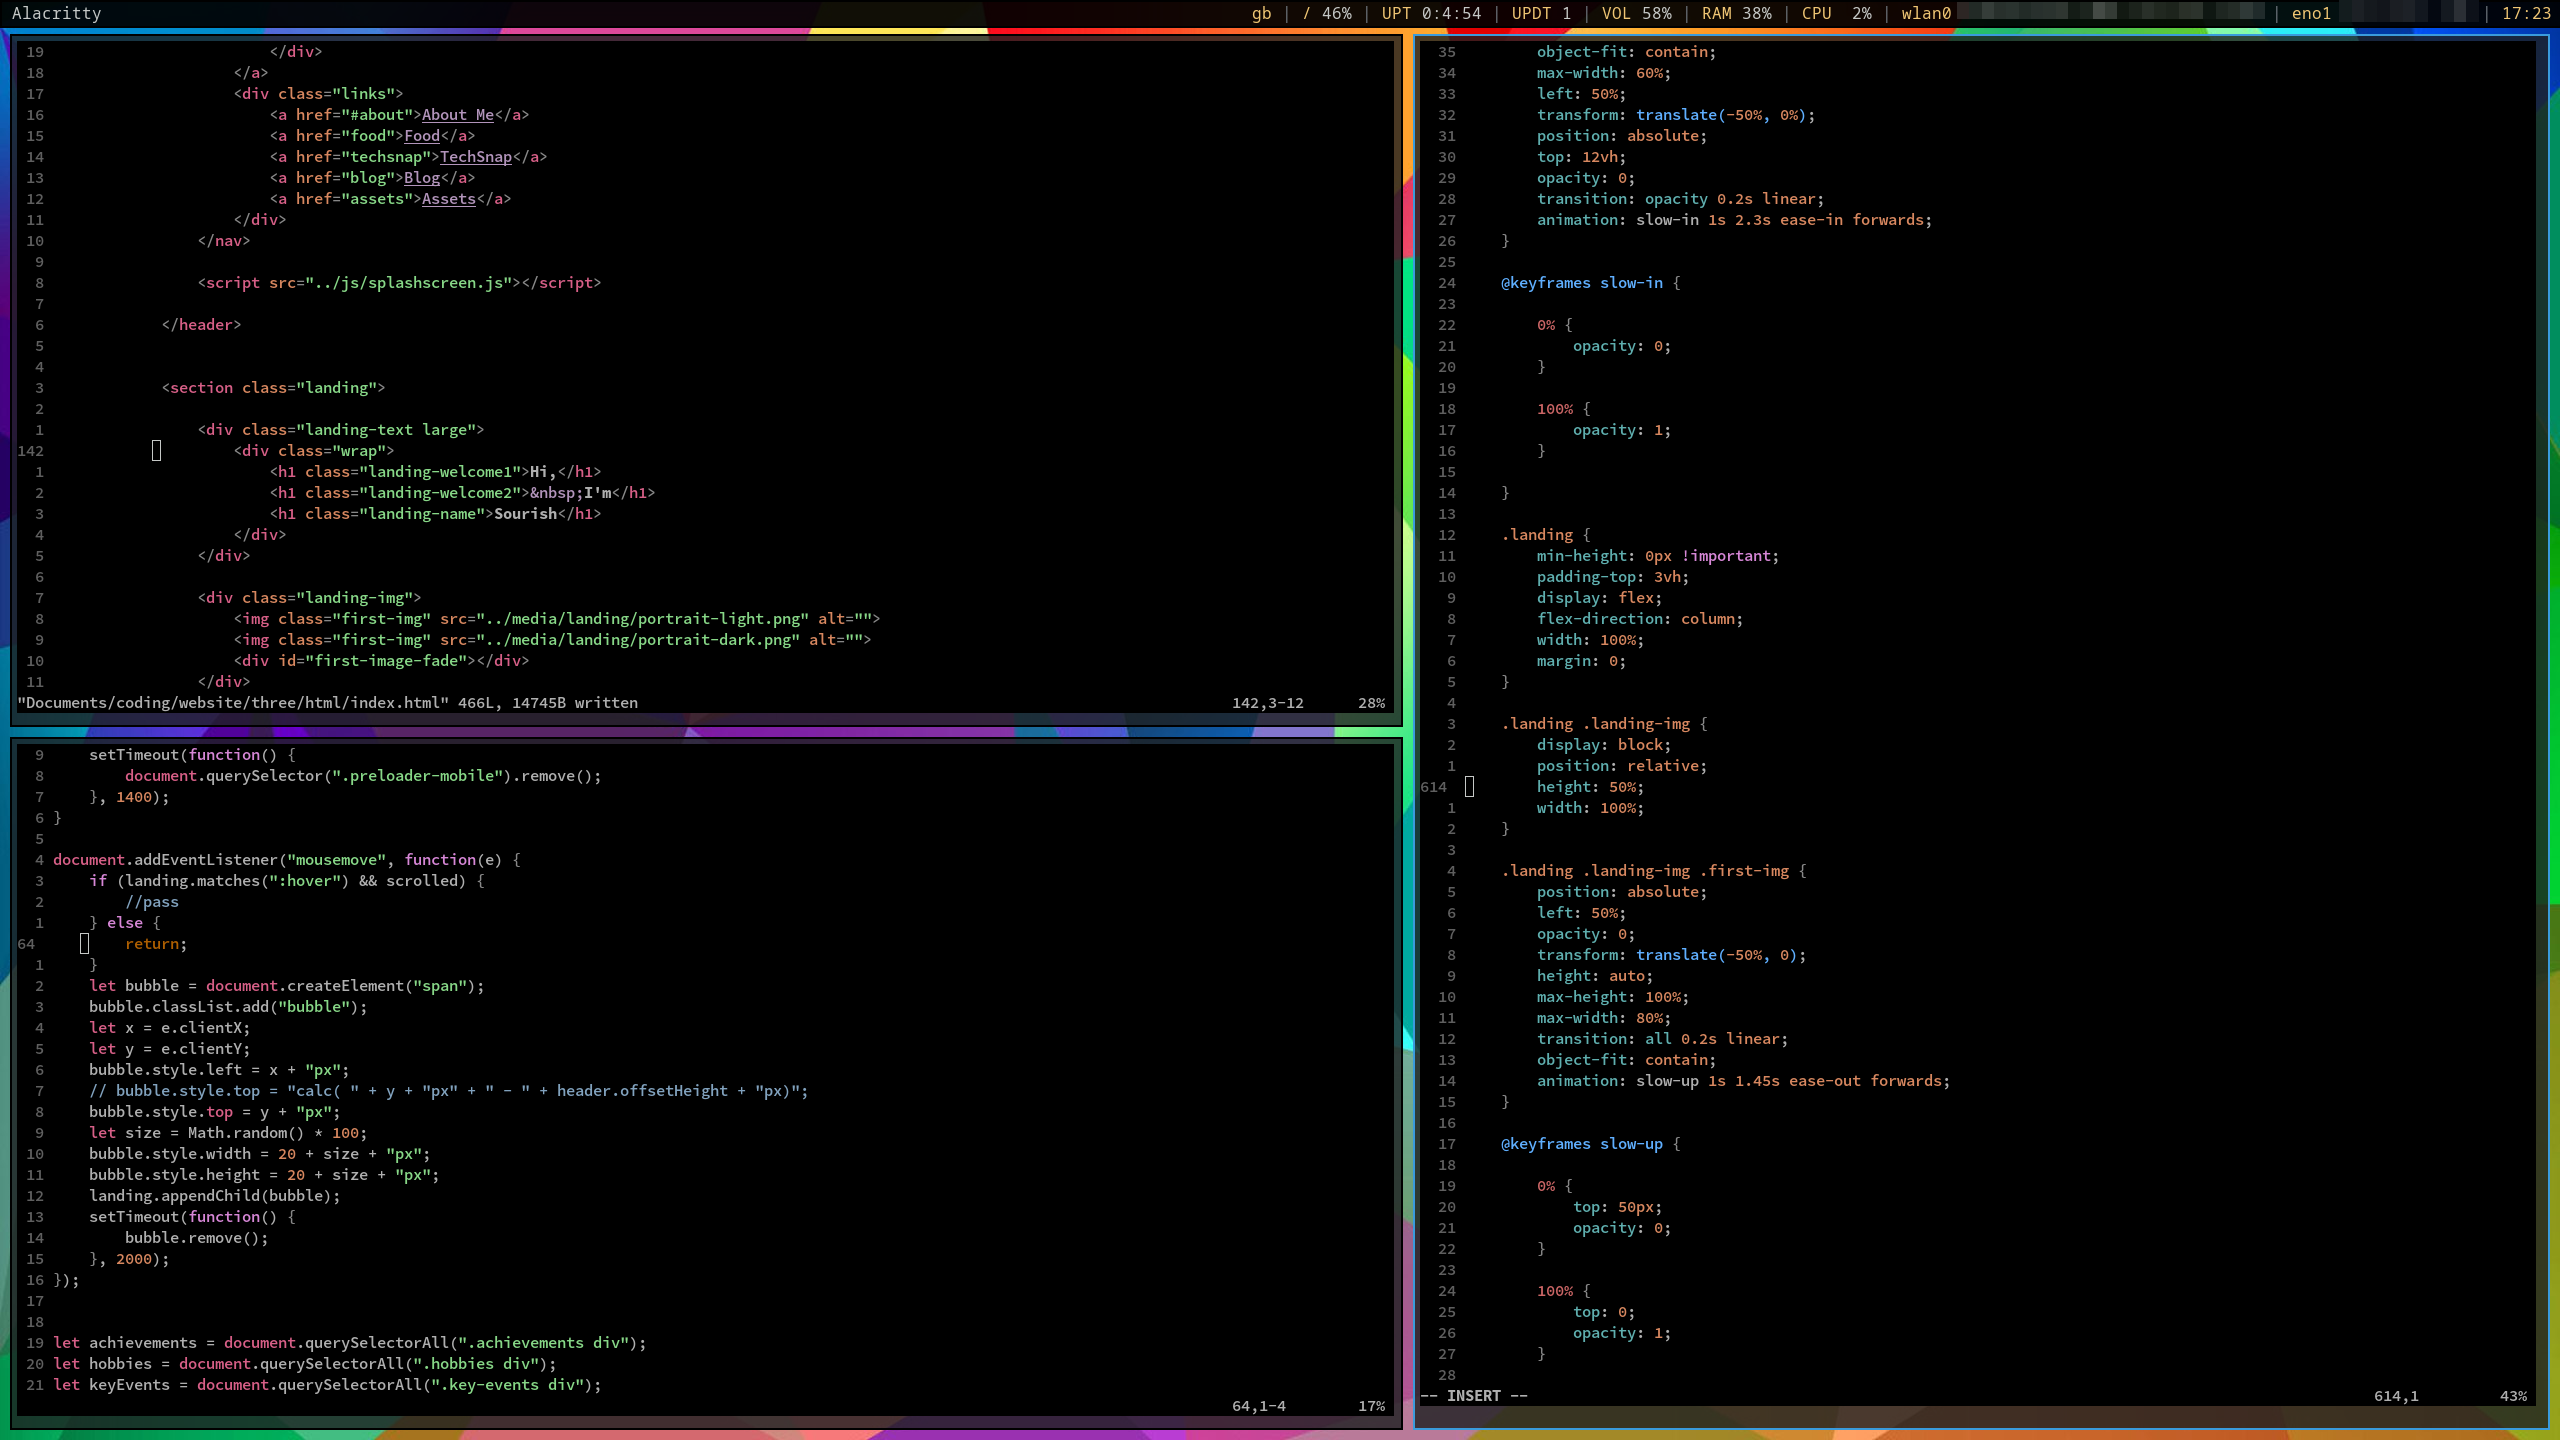 Alacritty
gb | / 46% | UPT 0:4:54 | UPDT 1 | VOL 58% | RAM 38% | CPU  2% | wlan0 | eno1 | 17:23
19                         </div>
18                     </a>
17                     <div class="links">
16                         <a href="#about">About Me</a>
15                         <a href="food">Food</a>
14                         <a href="techsnap">TechSnap</a>
13                         <a href="blog">Blog</a>
12                         <a href="assets">Assets</a>
11                     </div>
10                 </nav>
9
8                 <script src="../js/splashscreen.js"></script>
7
6             </header>
5
4
3             <section class="landing">
2
1                 <div class="landing-text large">
142                     <div class="wrap">
1                         <h1 class="landing-welcome1">Hi,</h1>
2                         <h1 class="landing-welcome2">&nbsp;I'm</h1>
3                         <h1 class="landing-name">Sourish</h1>
4                     </div>
5                 </div>
6
7                 <div class="landing-img">
8                     <img class="first-img" src="../media/landing/portrait-light.png" alt="">
9                     <img class="first-img" src="../media/landing/portrait-dark.png" alt="">
10                     <div id="first-image-fade"></div>
11                 </div>
"Documents/coding/website/three/html/index.html" 466L, 14745B written 142,3-12 28%
9     setTimeout(function() {
8         document.querySelector(".preloader-mobile").remove();
7     }, 1400);
6 }
5
4 document.addEventListener("mousemove", function(e) {
3     if (landing.matches(":hover") && scrolled) {
2         //pass
1     } else {
64         return;
1     }
2     let bubble = document.createElement("span");
3     bubble.classList.add("bubble");
4     let x = e.clientX;
5     let y = e.clientY;
6     bubble.style.left = x + "px";
7     // bubble.style.top = "calc( " + y + "px" + " - " + header.offsetHeight + "px)";
8     bubble.style.top = y + "px";
9     let size = Math.random() * 100;
10     bubble.style.width = 20 + size + "px";
11     bubble.style.height = 20 + size + "px";
12     landing.appendChild(bubble);
13     setTimeout(function() {
14         bubble.remove();
15     }, 2000);
16 });
17
18
19 let achievements = document.querySelectorAll(".achievements div");
20 let hobbies = document.querySelectorAll(".hobbies div");
21 let keyEvents = document.querySelectorAll(".key-events div");
64,1-4 17%
35         object-fit: contain;
34         max-width: 60%;
33         left: 50%;
32         transform: translate(-50%, 0%);
31         position: absolute;
30         top: 12vh;
29         opacity: 0;
28         transition: opacity 0.2s linear;
27         animation: slow-in 1s 2.3s ease-in forwards;
26     }
25
24     @keyframes slow-in {
23
22         0% {
21             opacity: 0;
20         }
19
18         100% {
17             opacity: 1;
16         }
15
14     }
13
12     .landing {
11         min-height: 0px !important;
10         padding-top: 3vh;
9         display: flex;
8         flex-direction: column;
7         width: 100%;
6         margin: 0;
5     }
4
3     .landing .landing-img {
2         display: block;
1         position: relative;
614         height: 50%;
1         width: 100%;
2     }
3
4     .landing .landing-img .first-img {
5         position: absolute;
6         left: 50%;
7         opacity: 0;
8         transform: translate(-50%, 0);
9         height: auto;
10         max-height: 100%;
11         max-width: 80%;
12         transition: all 0.2s linear;
13         object-fit: contain;
14         animation: slow-up 1s 1.45s ease-out forwards;
15     }
16
17     @keyframes slow-up {
18
19         0% {
20             top: 50px;
21             opacity: 0;
22         }
23
24         100% {
25             top: 0;
26             opacity: 1;
27         }
28
-- INSERT -- 614,1 43%